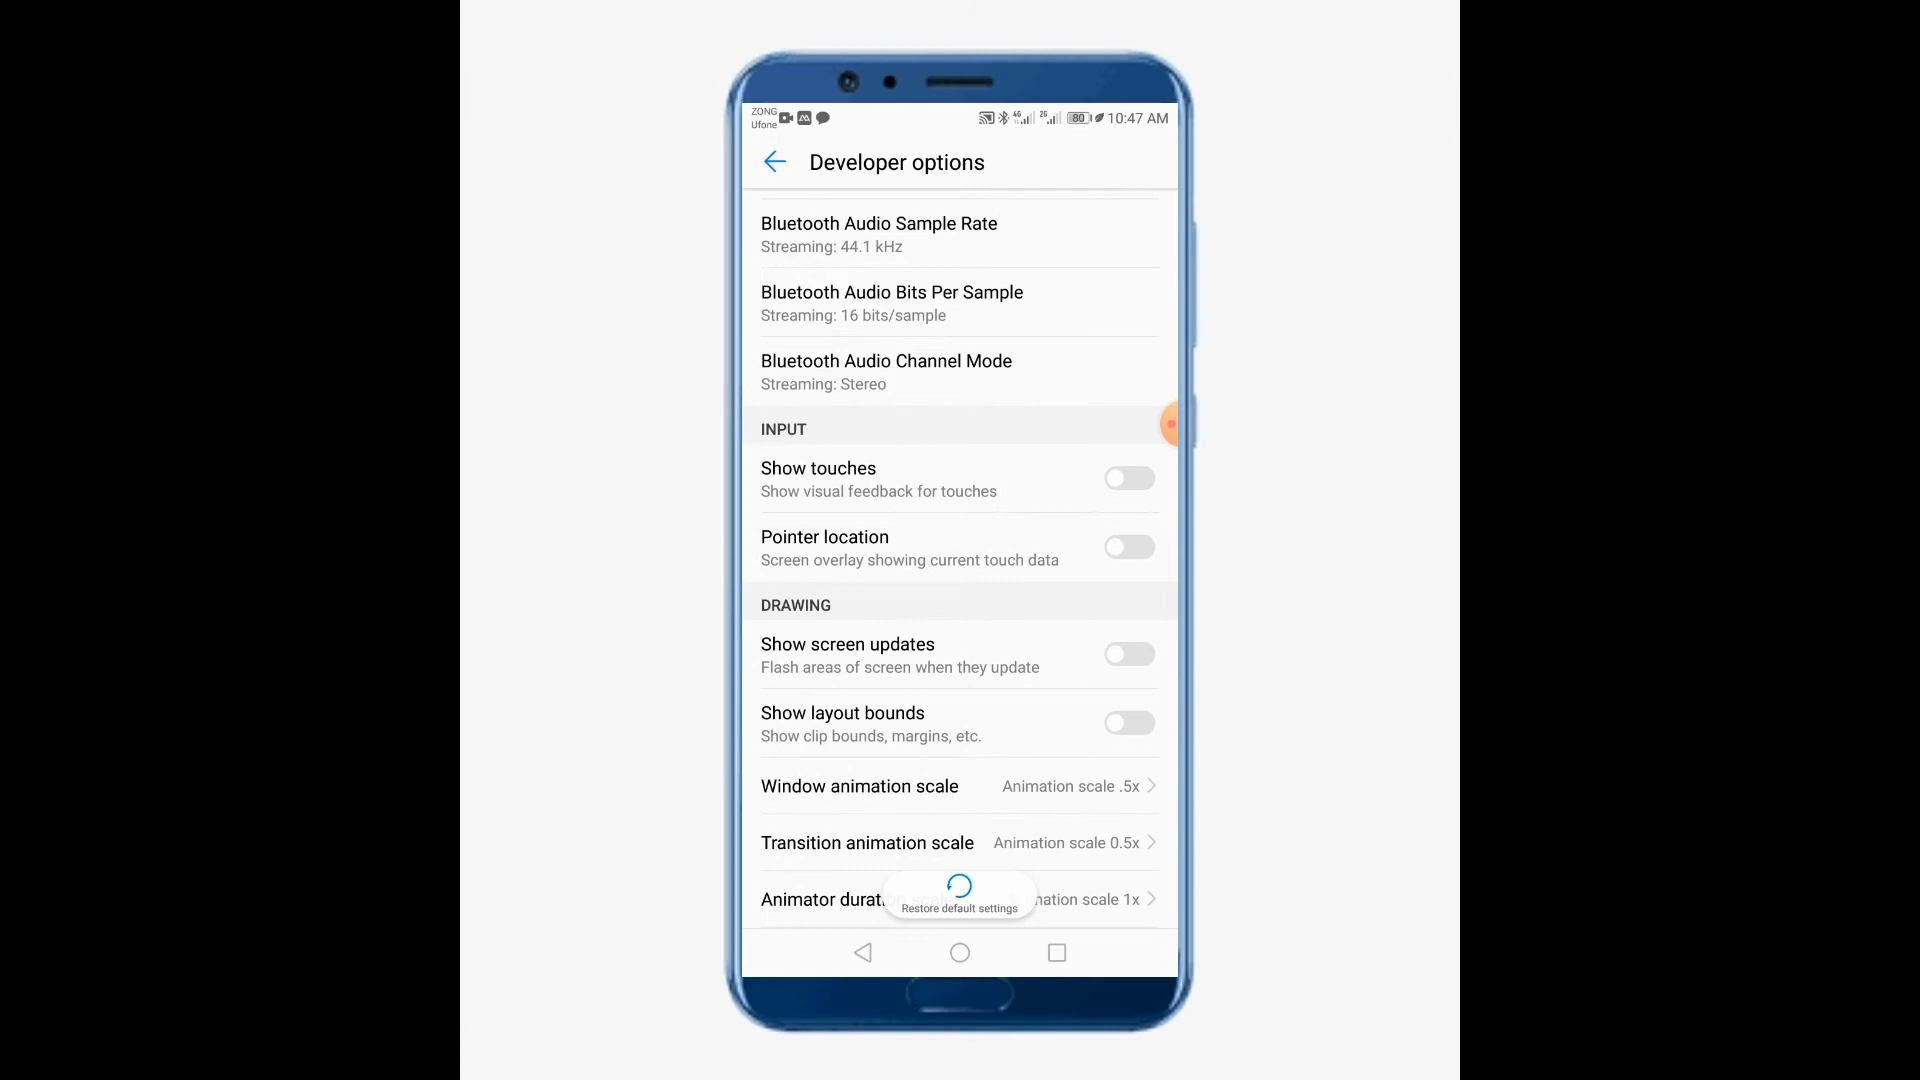 ZONG
Ufone
4G 2G 80 10:47 AM
Developer options
Bluetooth Audio Sample Rate
Streaming: 44.1 kHz
Bluetooth Audio Bits Per Sample
Streaming: 16 bits/sample
Bluetooth Audio Channel Mode
Streaming: Stereo
INPUT
Show touches
Show visual feedback for touches
Pointer location
Screen overlay showing current touch data
DRAWING
Show screen updates
Flash areas of screen when they update
Show layout bounds
Show clip bounds, margins, etc.
Window animation scale Animation scale .5x
Transition animation scale Animation scale 0.5x
Animator scale 1x
Restore default settings